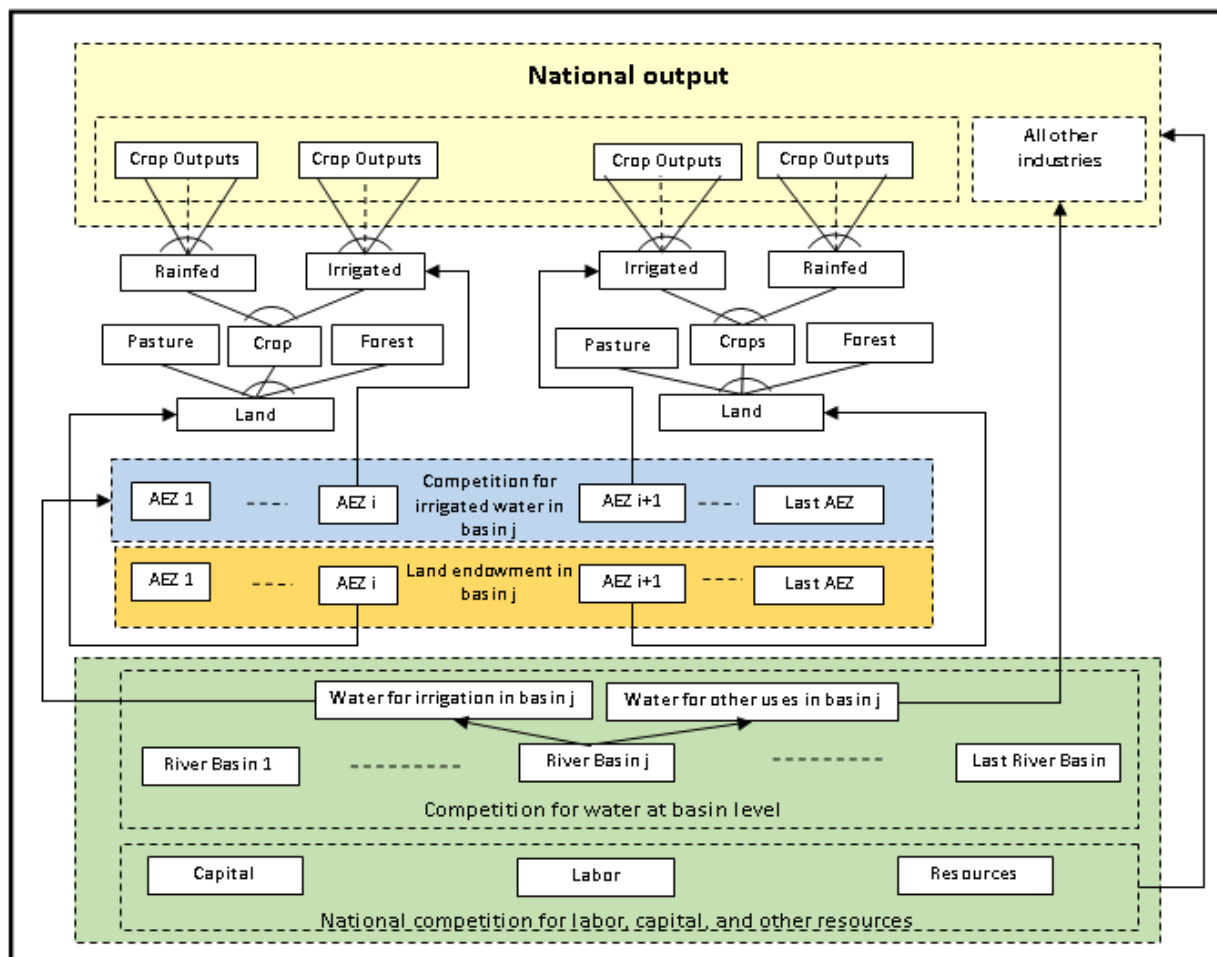 National output
Crop Outputs
Crop Outputs
Crop Outputs
Crop Outputs
All other
industries
Rainfed
Irrigated
Irrigated
Rainfed
Pasture
Crop
Forest
Pasture
Crops
Forest
Land
Land
AEZ 1
AEZ i
Competition for
irrigated water in
basin j
AEZ i+1
Last AEZ
AEZ 1
AEZ i
Land endowment in
basin j
AEZ i+1
Last AEZ
Water for irrigation in basin j
Water for other uses in basin j
River Basin 1
River Basin j
Last River Basin
Competition for water at basin level
Capital
Labor
Resources
National competition for labor, capital, and other resources